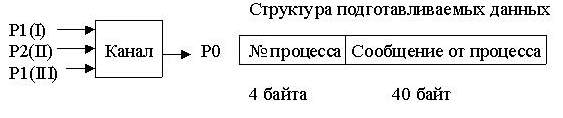 Структура подготавливаемых данных
P1(I)
P2(II)
P1(III)
Канал
P0
№процесса
Сообщение от процесса
4 байта
40 байт